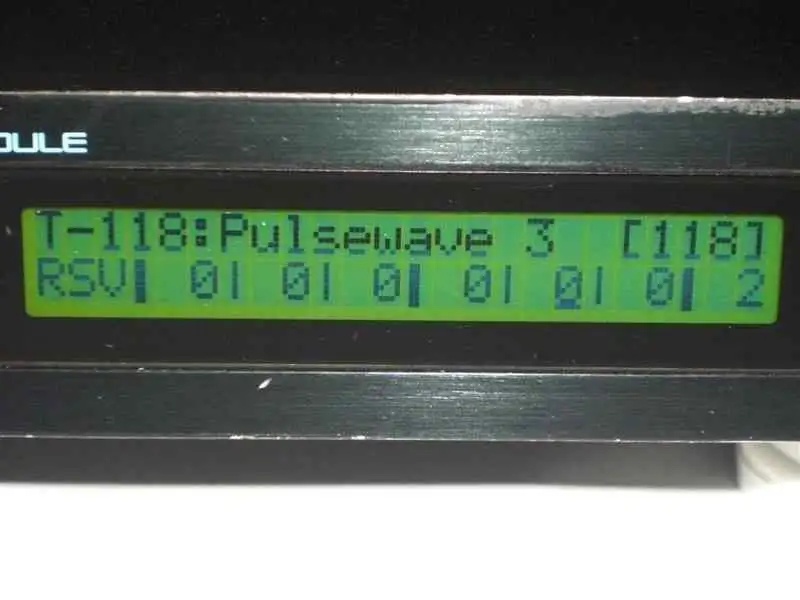 DULE
T-118:Pulsewave 3 [118]
RSV| 0| 0| 0| 0| 0| 0| 2